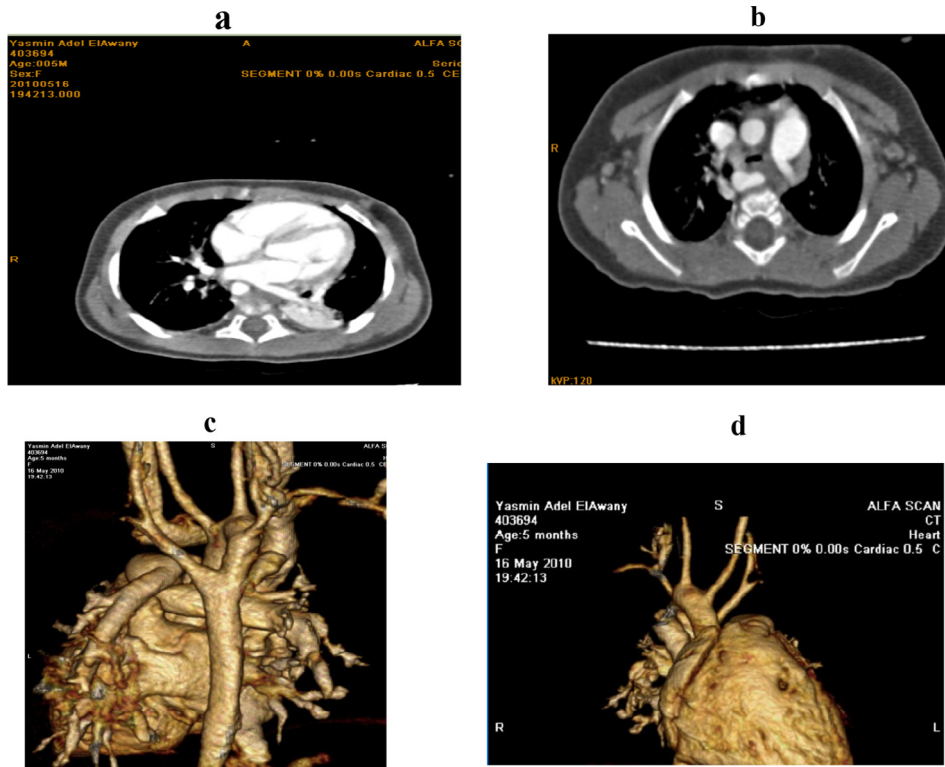 a
Yasmin Adel ElAwany A ALFA SC
403694
Age:005M Serie
Sex:F SEGMENT 0% 0.00s Cardiac 0.5 CE
20100516
194213.000
R
b
R
kVP:120
c
Yasmin Adel ElAwany S ALFA SCA
403694
Age:5 months H
F SEGMENT 0% 0.00s Cardiac 0.5 CE
16 May 2010
19:42:13
L
d
Yasmin Adel ElAwany S ALFA SCAN
403694 CT
Age:5 months Heart
F SEGMENT 0% 0.00s Cardiac 0.5 C
16 May 2010
19:42:13
R L